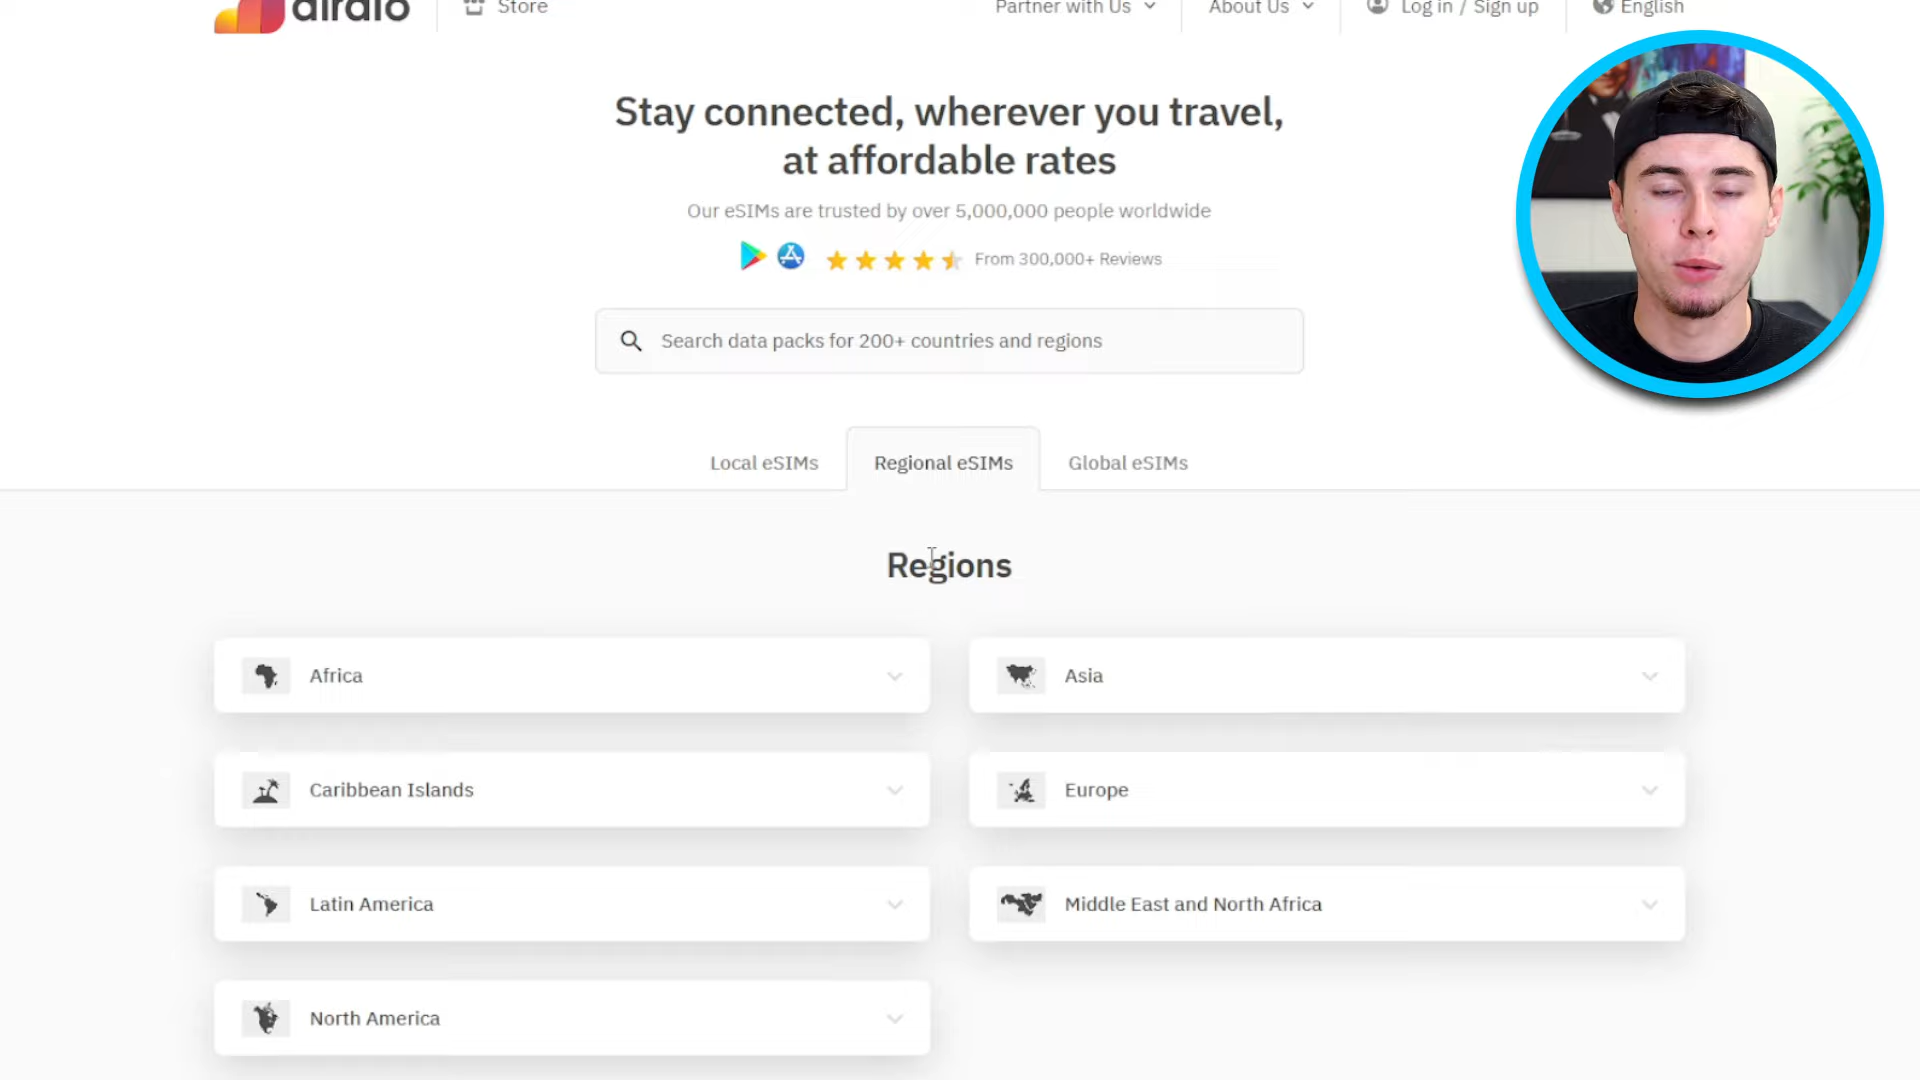 airalo
Store
Partner with Us
About Us
Log in / Sign up
English
Stay connected, wherever you travel,
at affordable rates
Our eSIMs are trusted by over 5,000,000 people worldwide
From 300,000+ Reviews
Search data packs for 200+ countries and regions
Local eSIMs
Regional eSIMs
Global eSIMs
Regions
Africa
Asia
Caribbean Islands
Europe
Latin America
Middle East and North Africa
North America